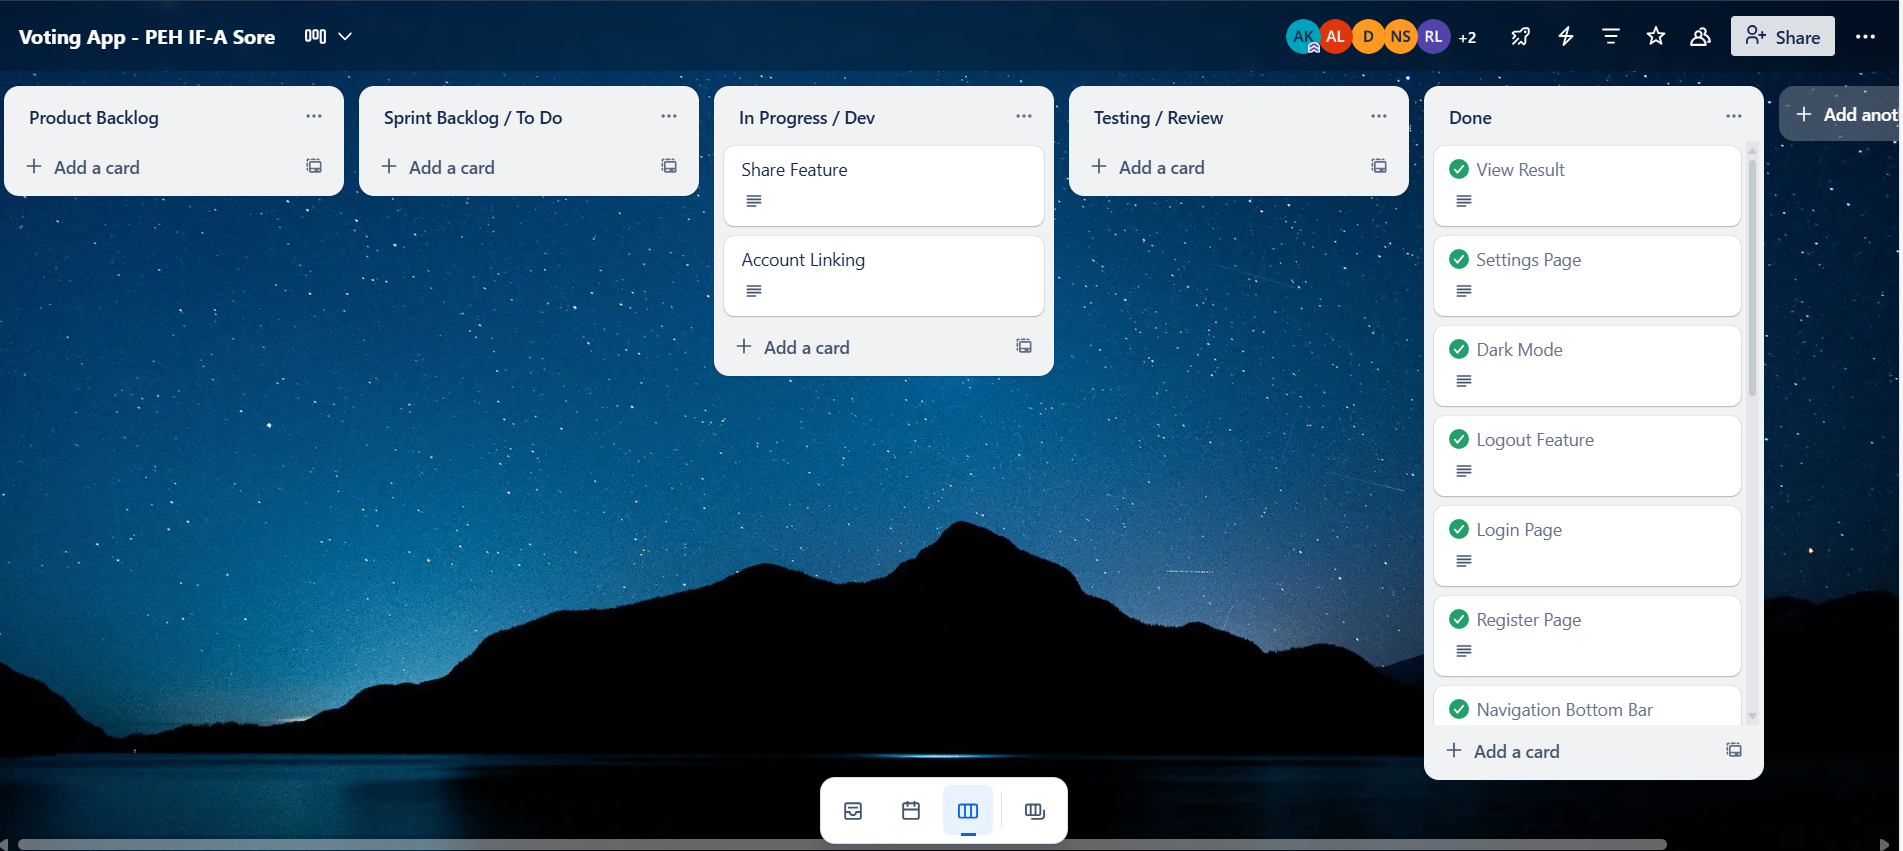 Voting App - PEH IF-A Sore
AK AL D NS RL +2
Share
Product Backlog
Add a card
Sprint Backlog / To Do
Add a card
In Progress / Dev
Share Feature
Account Linking
Add a card
Testing / Review
Add a card
Done
View Result
Settings Page
Dark Mode
Logout Feature
Login Page
Register Page
Navigation Bottom Bar
Add a card
Add anot